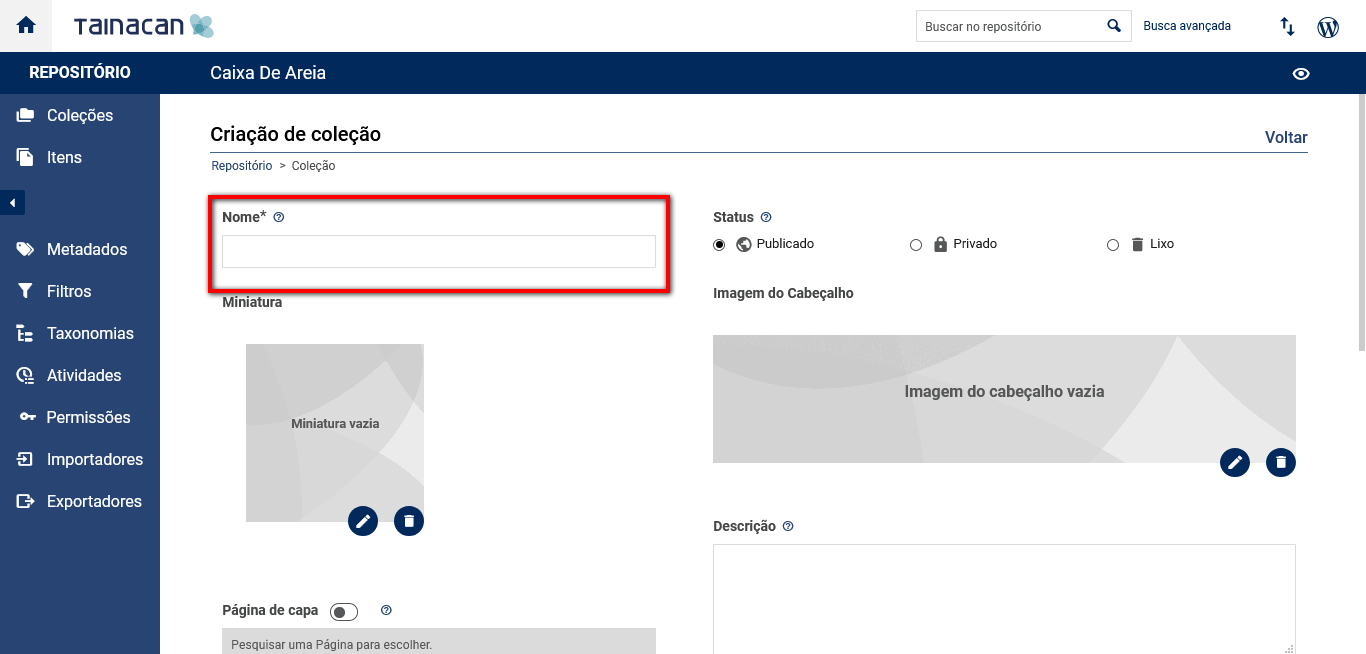 TAINACAN
Buscar no repositório
Busca avançada
REPOSITÓRIO
Caixa De Areia
Coleções
Itens
Metadados
Filtros
Taxonomias
Atividades
Permissões
Importadores
Exportadores
Criação de coleção
Voltar
Repositório > Coleção
Nome*
Miniatura
Miniatura vazia
Página de capa
Pesquisar uma Página para escolher.
Status
Publicado
Privado
Lixo
Imagem do Cabeçalho
Imagem do cabeçalho vazia
Descrição